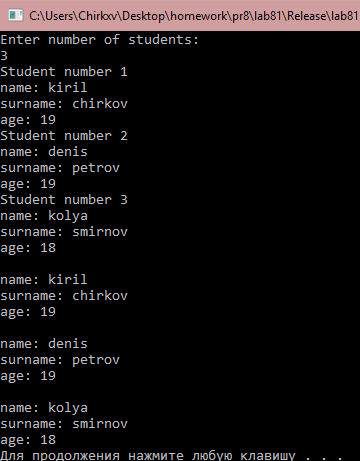 C:\Users\Chirkxv\Desktop\homework\pr8\lab81\Release\lab81
Enter number of students:
3
Student number 1
name: kiril
surname: chirkov
age: 19
Student number 2
name: denis
surname: petrov
age: 19
Student number 3
name: kolya
surname: smirnov
age: 18
name: kiril
surname: chirkov
age: 19
name: denis
surname: petrov
age: 19
name: kolya
surname: smirnov
age: 18
Для продолжения нажмите любую клавишу . . .